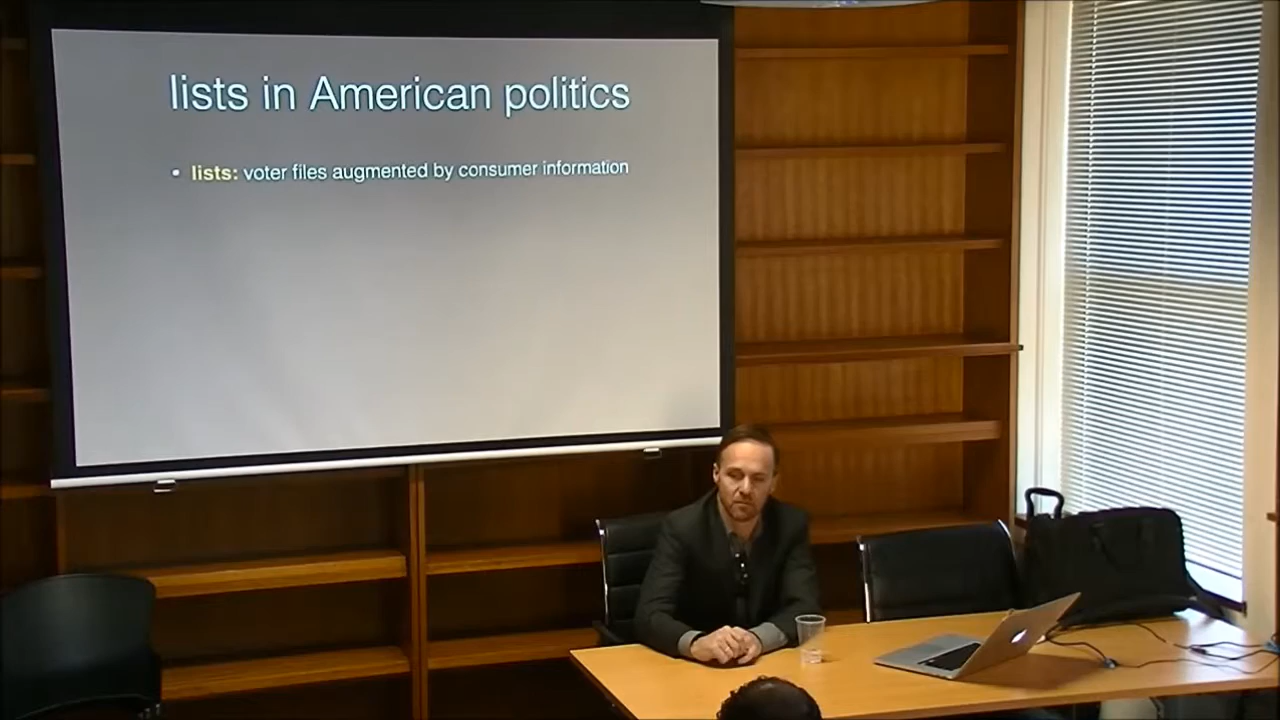 lists in American politics
• lists: voter files augmented by consumer information